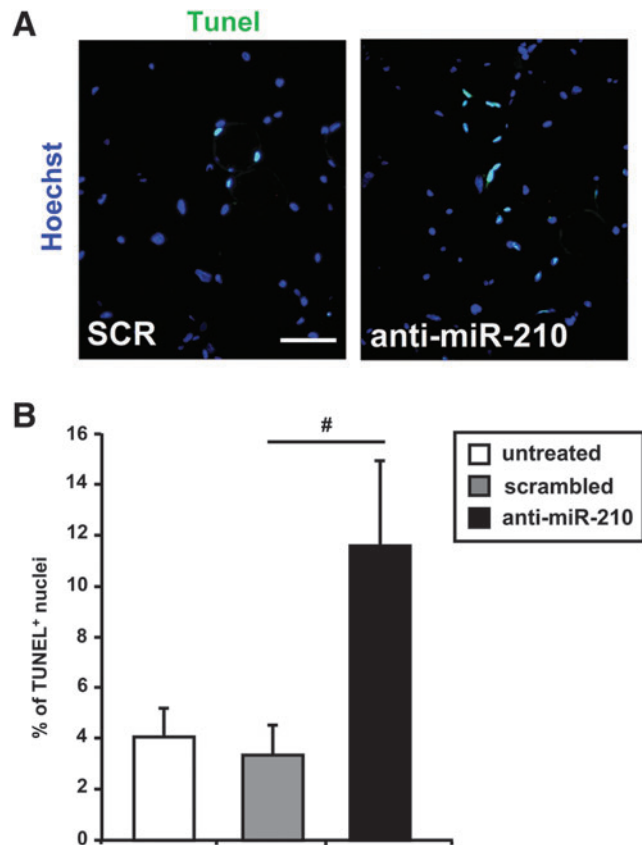 A
Tunel
Hoechst
SCR
anti-miR-210
B
#
% of TUNEL⁺ nuclei
16
14
12
10
8
6
4
2
0
untreated
scrambled
anti-miR-210